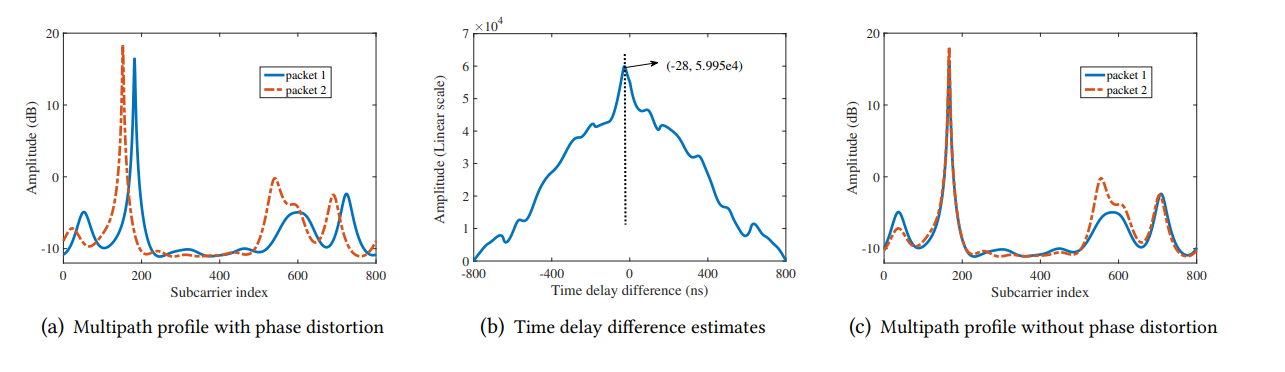 20
10
0
-10
0
200
400
600
800
Amplitude (dB)
Subcarrier index
packet 1
packet 2
(a) Multipath profile with phase distortion
7
×10⁴
6
5
4
3
2
1
0
-800
-400
0
400
800
Amplitude (Linear scale)
Time delay difference (ns)
(-28, 5.995e4)
(b) Time delay difference estimates
20
10
0
-10
0
200
400
600
800
Amplitude (dB)
Subcarrier index
packet 1
packet 2
(c) Multipath profile without phase distortion